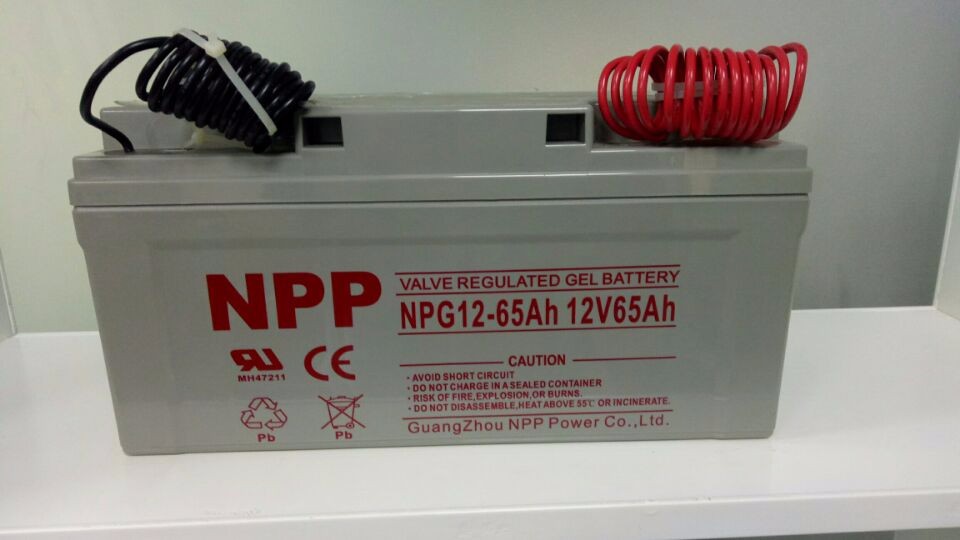 NPP
VALVE REGULATED GEL BATTERY
NPG12-65Ah 12V65Ah
MH47211
CE
CAUTION
· AVOID SHORT CIRCUIT
· DO NOT CHARGE IN A SEALED CONTAINER
· RISK OF FIRE,EXPLOSION,OR BURNS.
· DO NOT DISASSEMBLE,HEAT ABOVE 55℃ OR INCINERATE.
Pb
Pb
GuangZhou NPP Power Co.,Ltd.